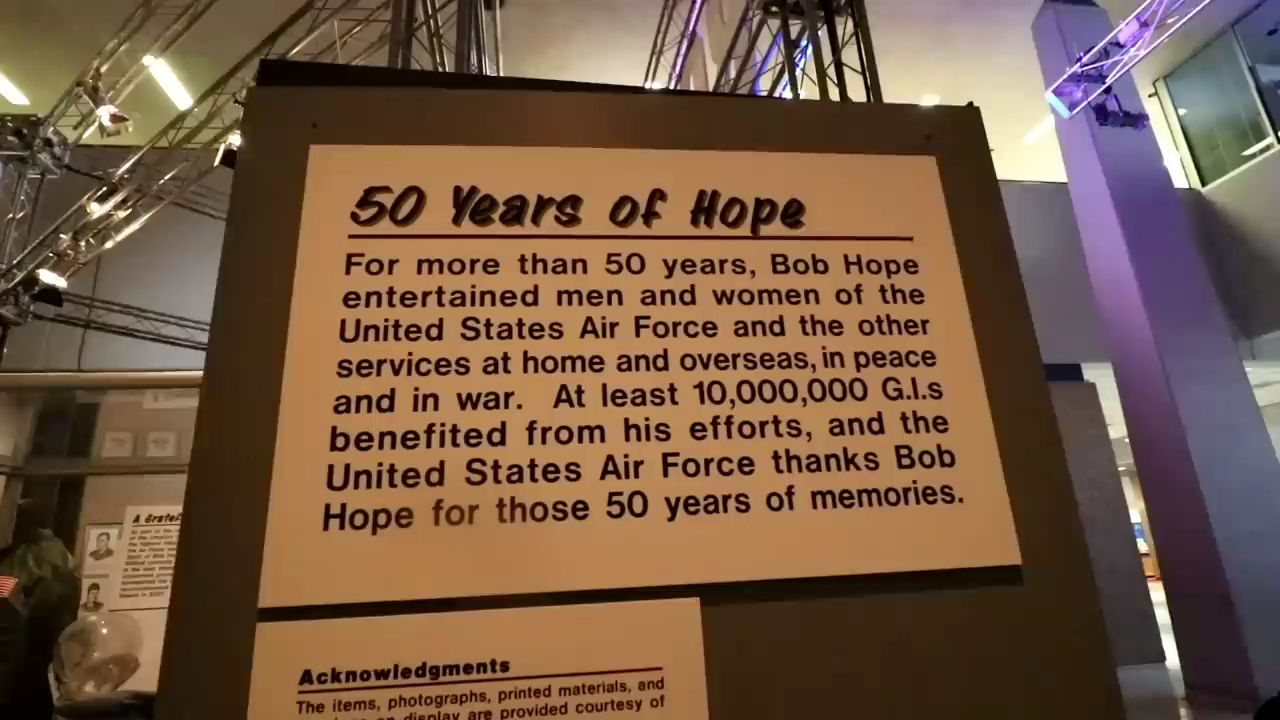 50 Years of Hope
For more than 50 years, Bob Hope
entertained men and women of the
United States Air Force and the other
services at home and overseas, in peace
and in war. At least 10,000,000 G.I.s
benefited from his efforts, and the
United States Air Force thanks Bob
Hope for those 50 years of memories.
Acknowledgments
The items, photographs, printed materials, and
on display are provided courtesy of
A